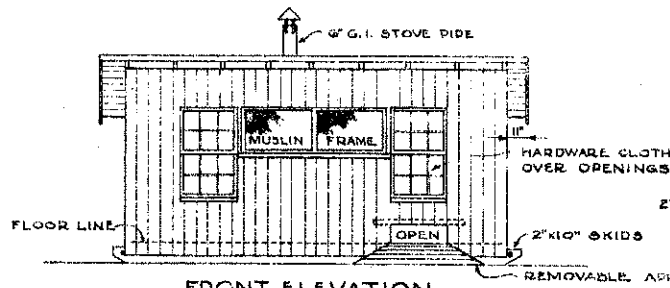 6" G.I. STOVE PIPE
MUSLIN FRAME
11"
HARDWARE CLOTH
OVER OPENINGS
2"
FLOOR LINE
OPEN
2"x10" SKIDS
REMOVABLE
FRONT ELEVATION